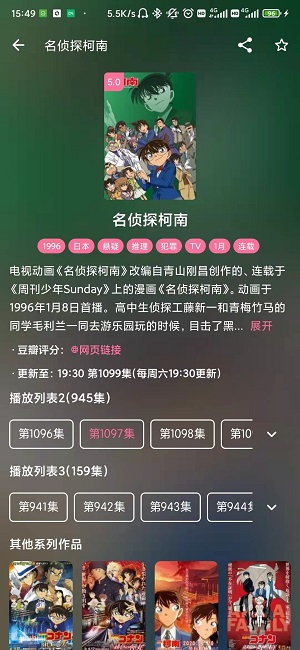 15:49 5.5K/s 4G 4G 96
名侦探柯南
5.0
名侦探柯南
1996 日本 悬疑 推理 犯罪 TV 1月 连载
电视动画《名侦探柯南》改编自青山刚昌创作的、连载于
《周刊少年Sunday》上的漫画《名侦探柯南》。动画于
1996年1月8日首播。高中生侦探工藤新一和青梅竹马的
同学毛利兰一同去游乐园玩的时候，目击了黑... 展开
· 豆瓣评分：网页链接
· 更新至：19:30 第1099集(每周六19:30更新)
播放列表2(945集)
第1096集 第1097集 第1098集 第10
播放列表3(159集)
第941集 第942集 第943集 第944集
其他系列作品